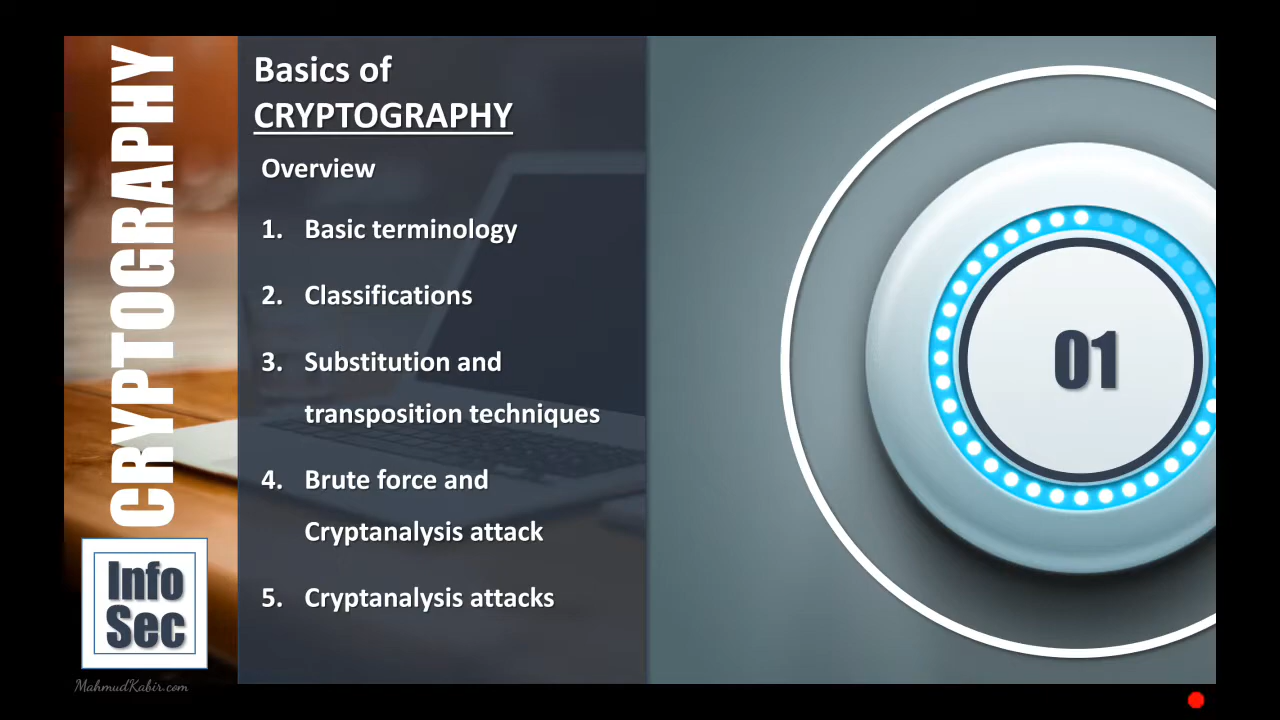 CRYPTOGRAPHY
Basics of
CRYPTOGRAPHY
Overview
1. Basic terminology
2. Classifications
3. Substitution and
transposition techniques
4. Brute force and
Cryptanalysis attack
5. Cryptanalysis attacks
01
Info
Sec
MahmudKabir.com